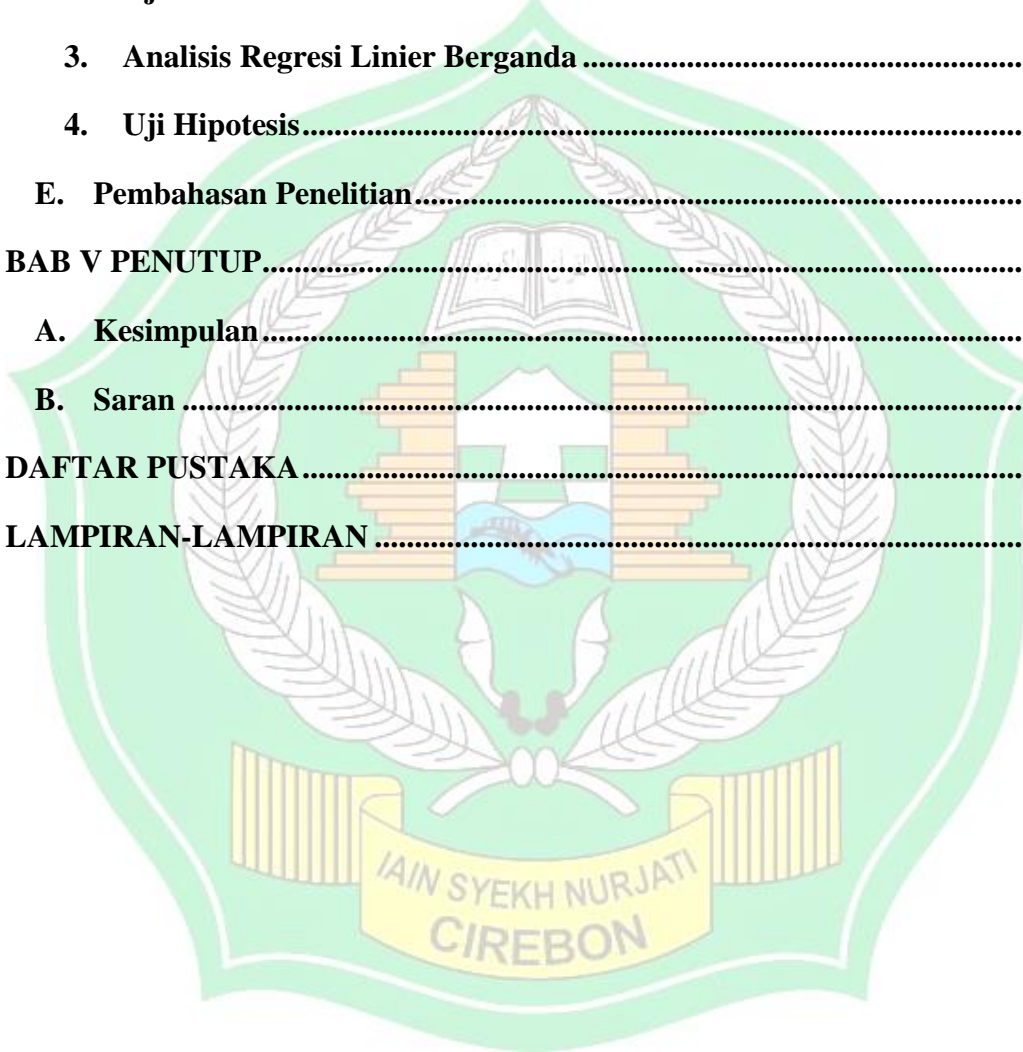 3. Analisis Regresi Linier Berganda ........................................................
4. Uji Hipotesis............................................................................................
E. Pembahasan Penelitian.............................................................................
BAB V PENUTUP................................................................................................
A. Kesimpulan................................................................................................
B. Saran ..........................................................................................................
DAFTAR PUSTAKA...........................................................................................
LAMPIRAN-LAMPIRAN ..................................................................................
IAIN SYEKH NURJATI
CIREBON